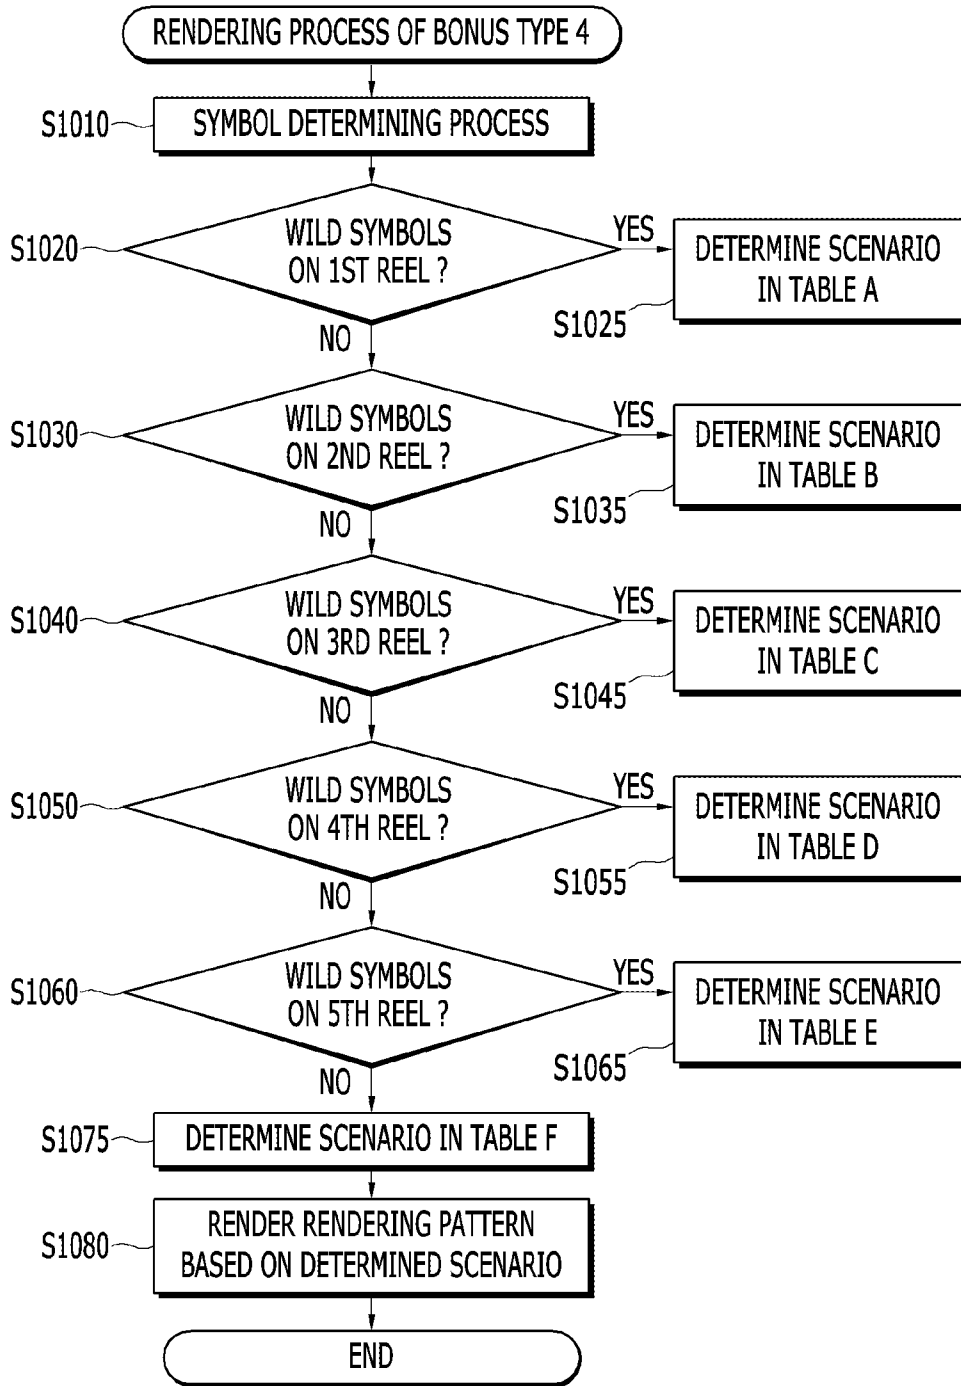 RENDERING PROCESS OF BONUS TYPE 4
S1010
SYMBOL DETERMINING PROCESS
S1020
WILD SYMBOLS
ON 1ST REEL ?
YES
DETERMINE SCENARIO
IN TABLE A
S1025
NO
S1030
WILD SYMBOLS
ON 2ND REEL ?
YES
DETERMINE SCENARIO
IN TABLE B
S1035
NO
S1040
WILD SYMBOLS
ON 3RD REEL ?
YES
DETERMINE SCENARIO
IN TABLE C
S1045
NO
S1050
WILD SYMBOLS
ON 4TH REEL ?
YES
DETERMINE SCENARIO
IN TABLE D
S1055
NO
S1060
WILD SYMBOLS
ON 5TH REEL ?
YES
DETERMINE SCENARIO
IN TABLE E
S1065
NO
S1075
DETERMINE SCENARIO IN TABLE F
S1080
RENDER RENDERING PATTERN
BASED ON DETERMINED SCENARIO
END